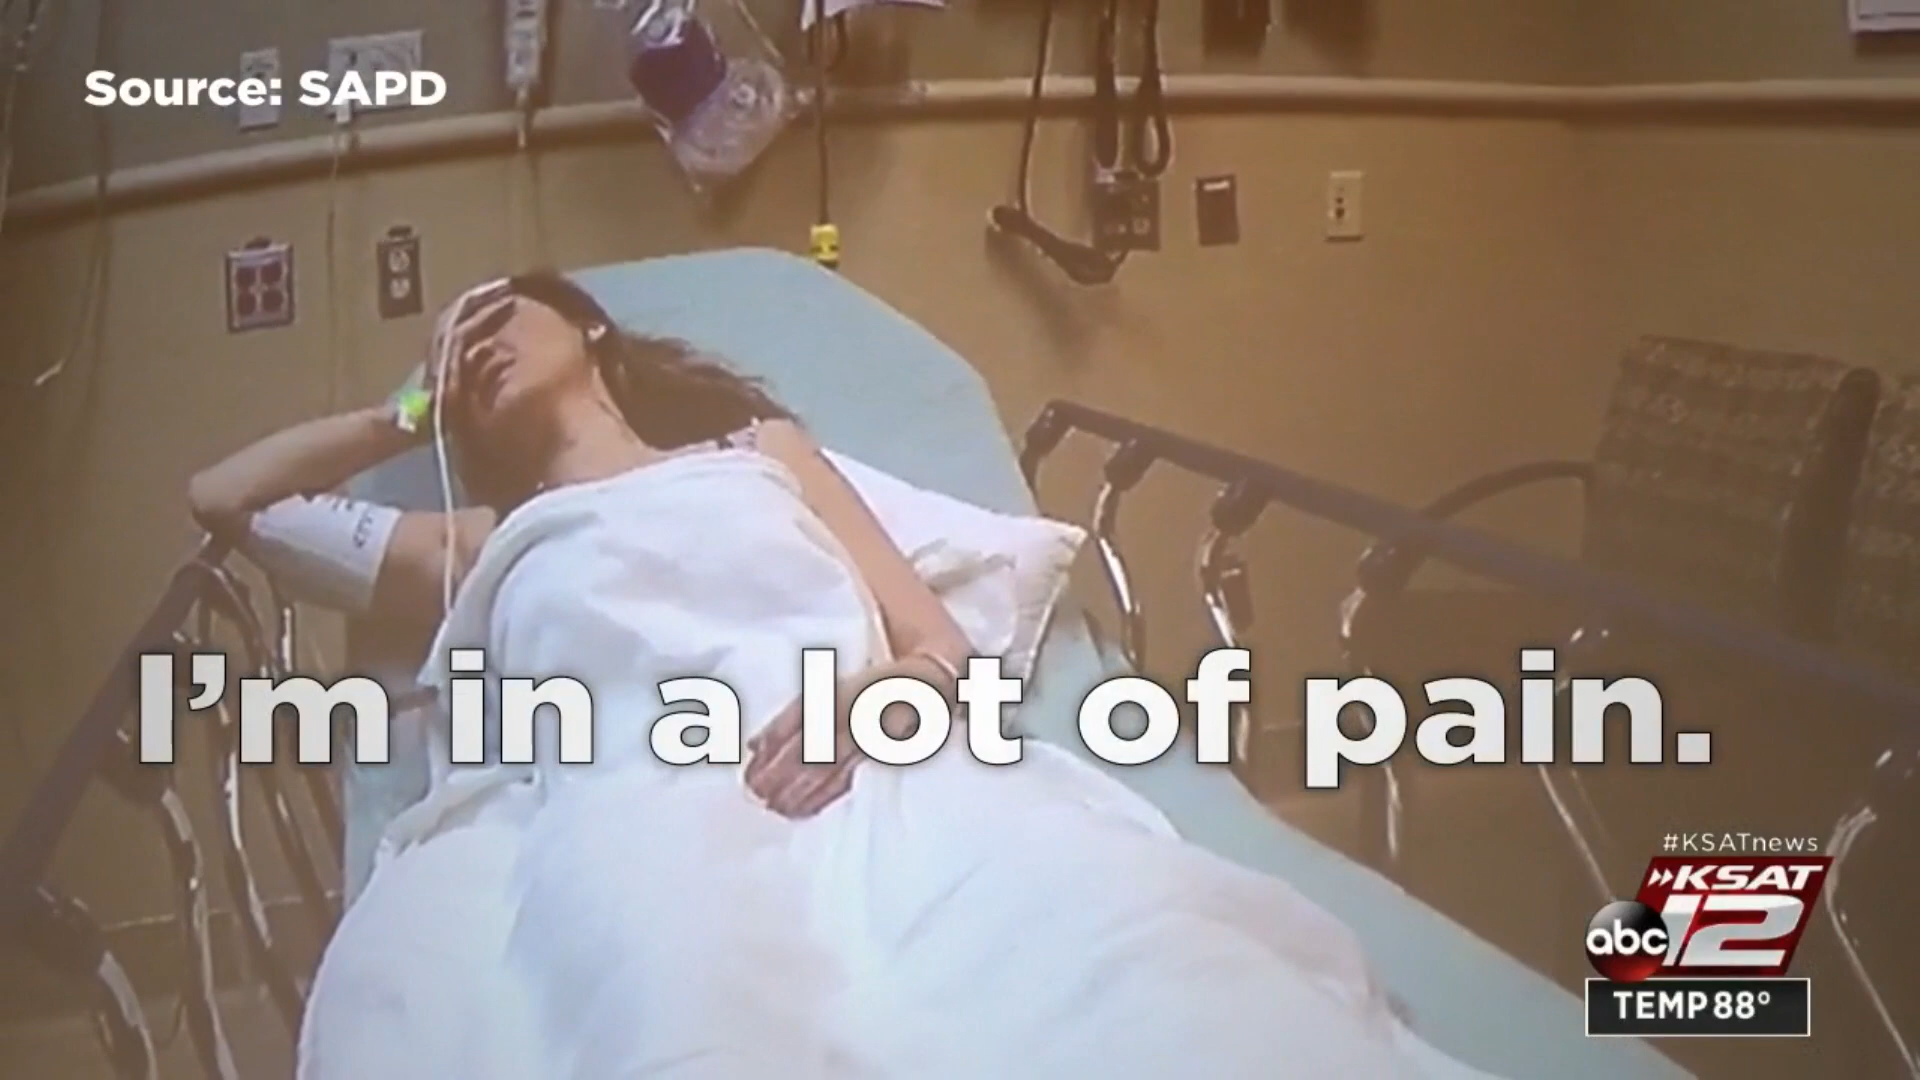 Source: SAPD
I'm in a lot of pain.
#KSATnews
KSAT
12
abc
TEMP 88°